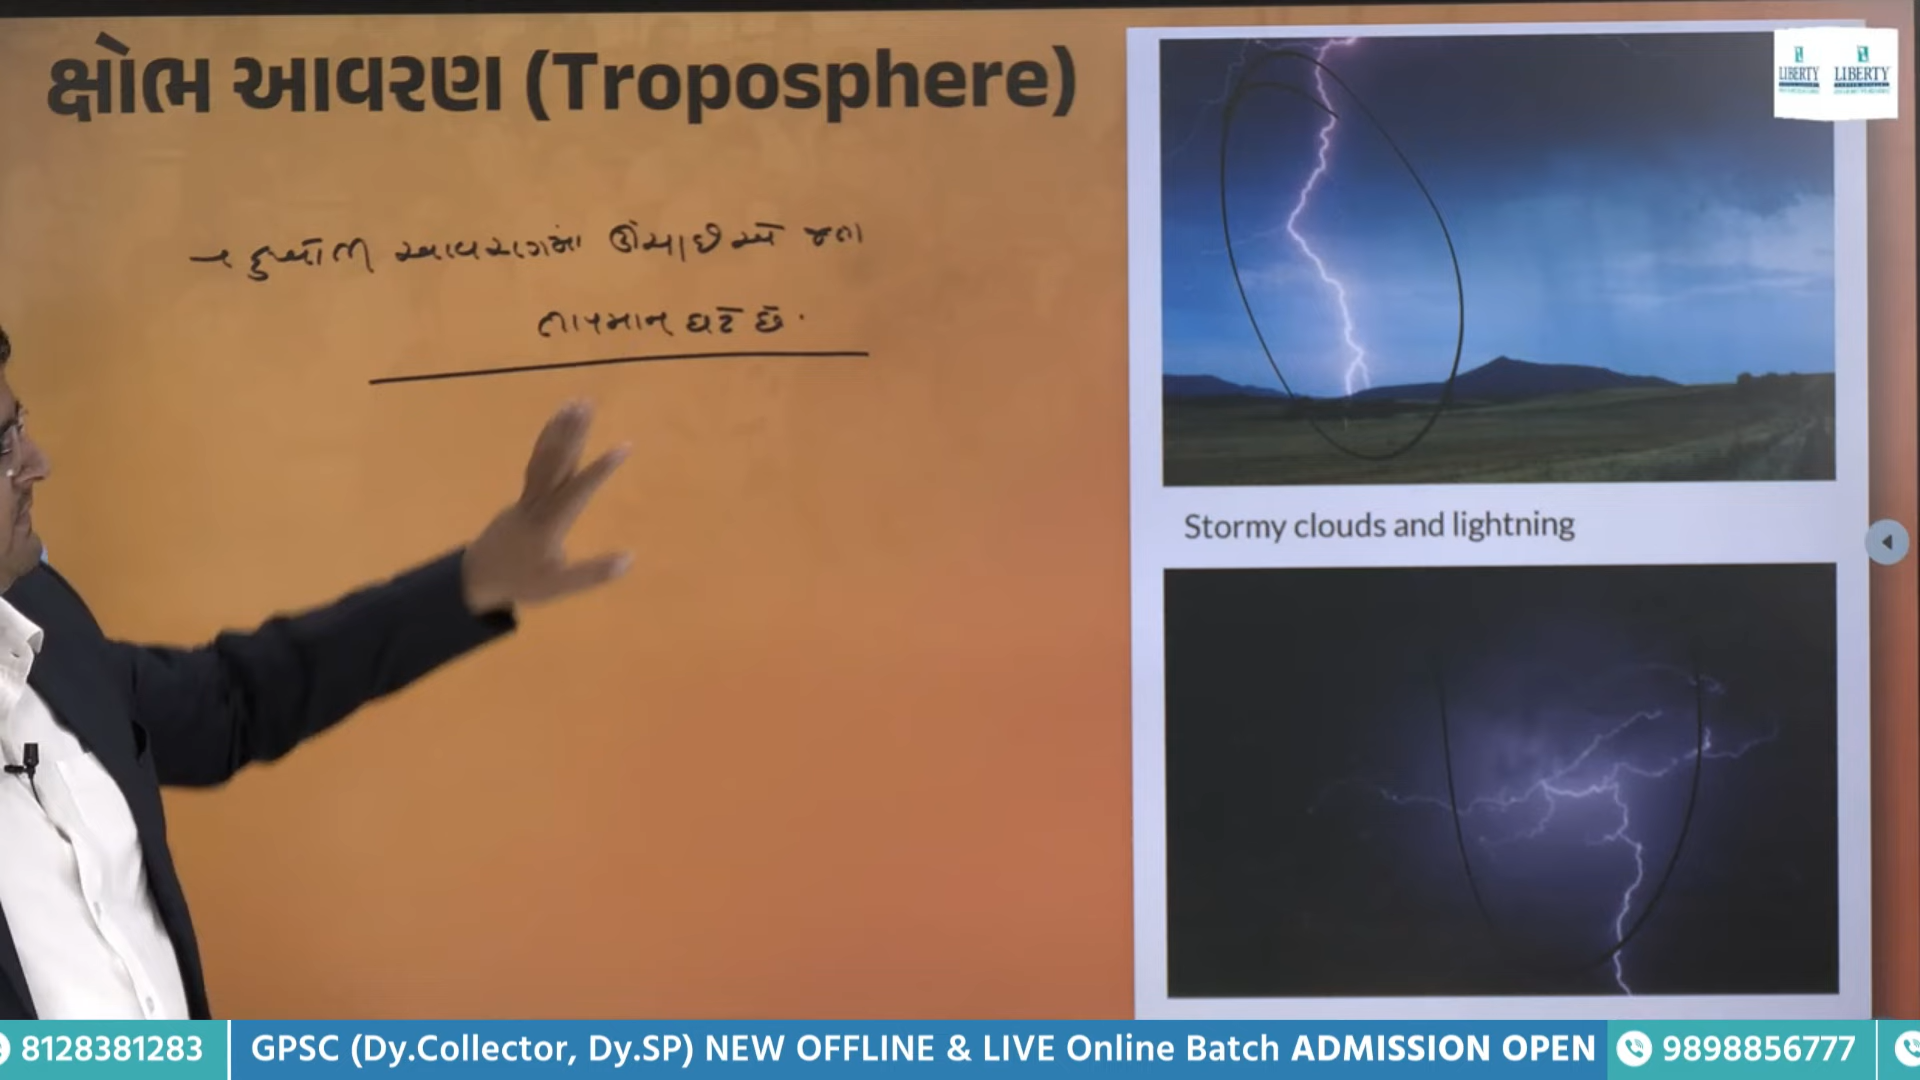 ક્ષોભ આવરણ (Troposphere)
આવરણમાં ઊંચાઈએ જતા
તાપમાન ઘટે છે.
LIBERTY LIBERTY
Stormy clouds and lightning
8128381283 GPSC (Dy.Collector, Dy.SP) NEW OFFLINE & LIVE Online Batch ADMISSION OPEN 9898856777